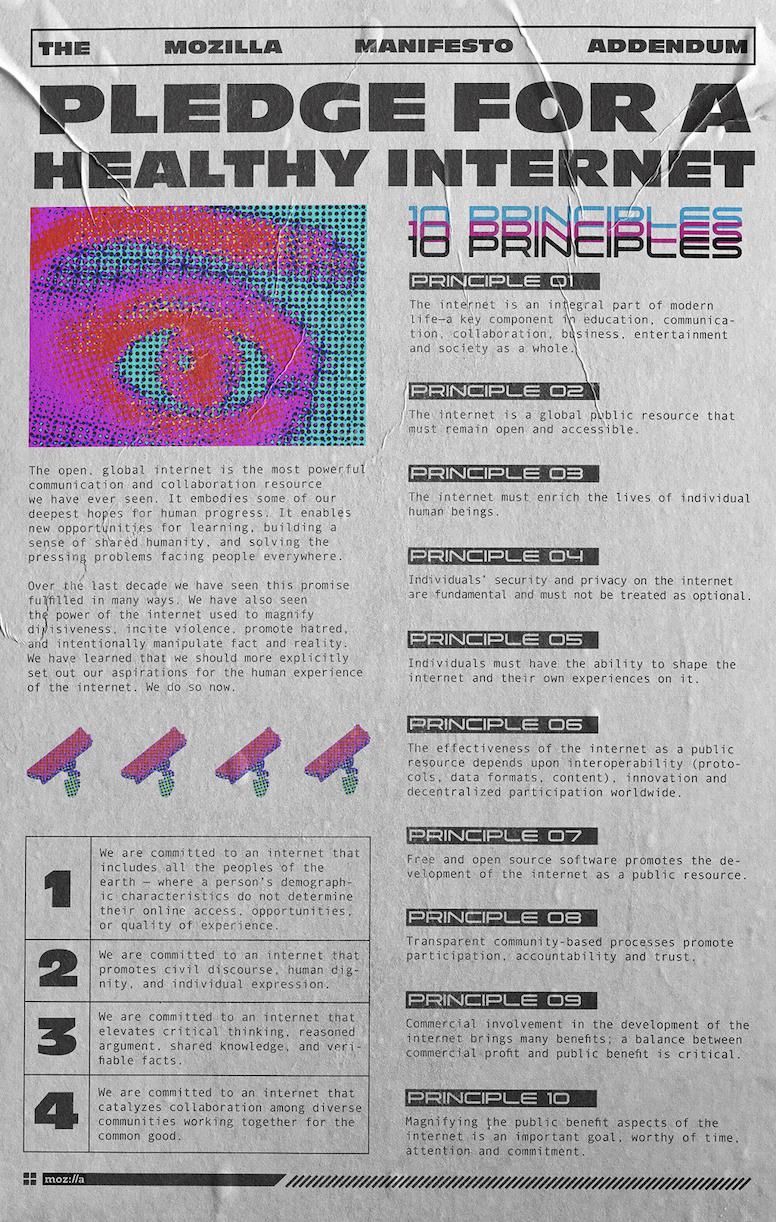 THE MOZILLA MANIFESTO ADDENDUM
PLEDGE FOR A
HEALTHY INTERNET
The open, global internet is the most powerful
communication and collaboration resource
we have ever seen. It embodies some of our
deepest hopes for human progress. It enables
new opportunities for learning, building a
sense of shared humanity, and solving the
pressing problems facing people everywhere.
Over the last decade we have seen this promise
fulfilled in many ways. We have also seen
the power of the internet used to magnify
divisiveness, incite violence, promote hatred,
and intentionally manipulate fact and reality.
We have learned that we should more explicitly
set out our aspirations for the human experience
of the internet. We do so now.
1
We are committed to an internet that
includes all the peoples of the
earth — where a person's demograph-
ic characteristics do not determine
their online access, opportunities,
or quality of experience.
2
We are committed to an internet that
promotes civil discourse, human dig-
nity, and individual expression.
3
We are committed to an internet that
elevates critical thinking, reasoned
argument, shared knowledge, and veri-
fiable facts.
4
We are committed to an internet that
catalyzes collaboration among diverse
communities working together for the
common good.
10 PRINCIPLES
10 PRINCIPLES
10 PRINCIPLES
PRINCIPLE 01
The internet is an integral part of modern
life—a key component in education, communica-
tion, collaboration, business, entertainment
and society as a whole.
PRINCIPLE 02
The internet is a global public resource that
must remain open and accessible.
PRINCIPLE 03
The internet must enrich the lives of individual
human beings.
PRINCIPLE 04
Individuals' security and privacy on the internet
are fundamental and must not be treated as optional.
PRINCIPLE 05
Individuals must have the ability to shape the
internet and their own experiences on it.
PRINCIPLE 06
The effectiveness of the internet as a public
resource depends upon interoperability (proto-
cols, data formats, content), innovation and
decentralized participation worldwide.
PRINCIPLE 07
Free and open source software promotes the de-
velopment of the internet as a public resource.
PRINCIPLE 08
Transparent community-based processes promote
participation, accountability and trust.
PRINCIPLE 09
Commercial involvement in the development of the
internet brings many benefits; a balance between
commercial profit and public benefit is critical.
PRINCIPLE 10
Magnifying the public benefit aspects of the
internet is an important goal, worthy of time,
attention and commitment.
moz://a